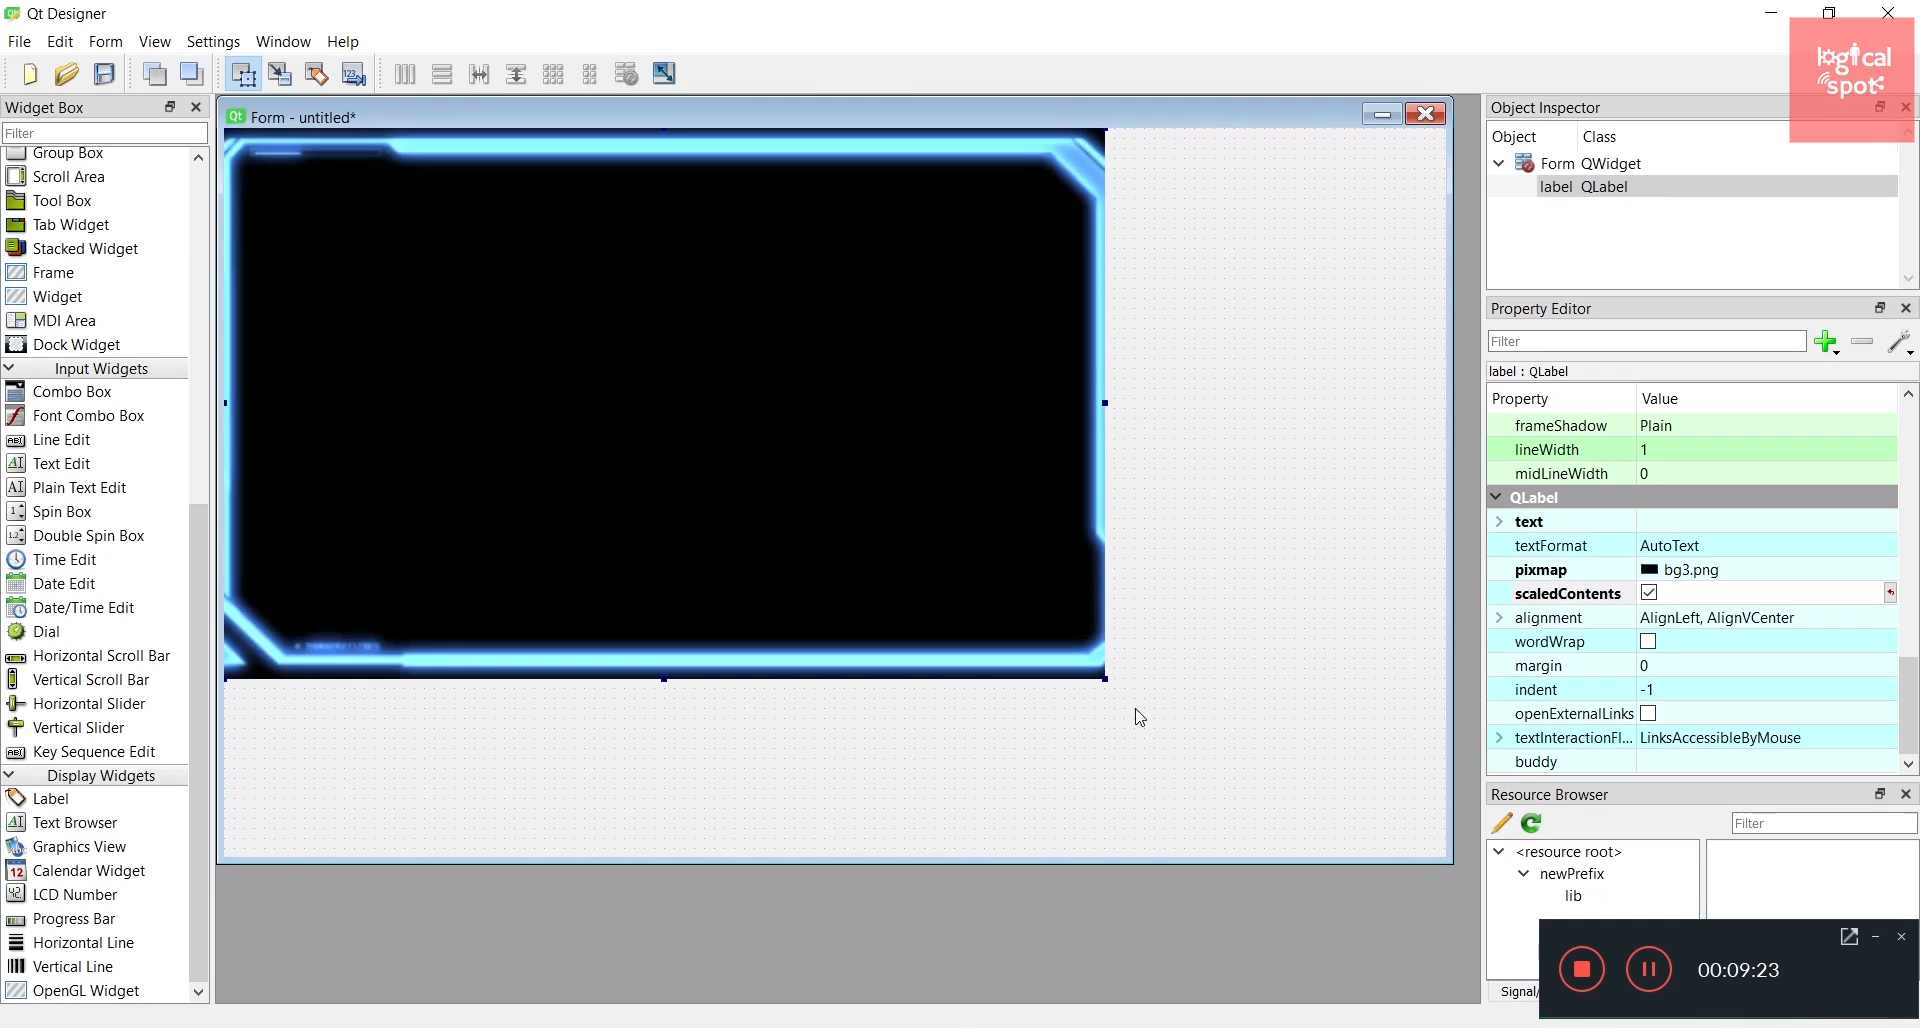 Qt Designer
File Edit Form View Settings Window Help
logical
spot
Widget Box
Filter
Group Box
Scroll Area
Tool Box
Tab Widget
Stacked Widget
Frame
Widget
MDI Area
Dock Widget
Input Widgets
Combo Box
Font Combo Box
Line Edit
Text Edit
Plain Text Edit
Spin Box
Double Spin Box
Time Edit
Date Edit
Date/Time Edit
Dial
Horizontal Scroll Bar
Vertical Scroll Bar
Horizontal Slider
Vertical Slider
Key Sequence Edit
Display Widgets
Label
Text Browser
Graphics View
Calendar Widget
LCD Number
Progress Bar
Horizontal Line
Vertical Line
OpenGL Widget
Form - untitled*
Object Inspector
Object Class
Form QWidget
label QLabel
Property Editor
Filter
label : QLabel
Property Value
frameShadow Plain
lineWidth 1
midLineWidth 0
QLabel
text
textFormat AutoText
pixmap bg3.png
scaledContents
alignment AlignLeft, AlignVCenter
wordWrap
margin 0
indent -1
openExternalLinks
textInteractionFl... LinksAccessibleByMouse
buddy
Resource Browser
Filter
<resource root>
newPrefix
lib
Signal/
00:09:23